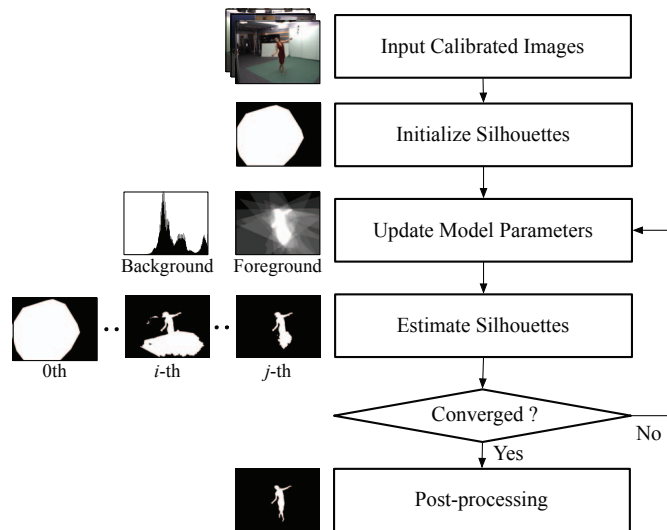 Input Calibrated Images
Initialize Silhouettes
Update Model Parameters
Background
Foreground
Estimate Silhouettes
0th
i-th
j-th
Converged ?
No
Yes
Post-processing